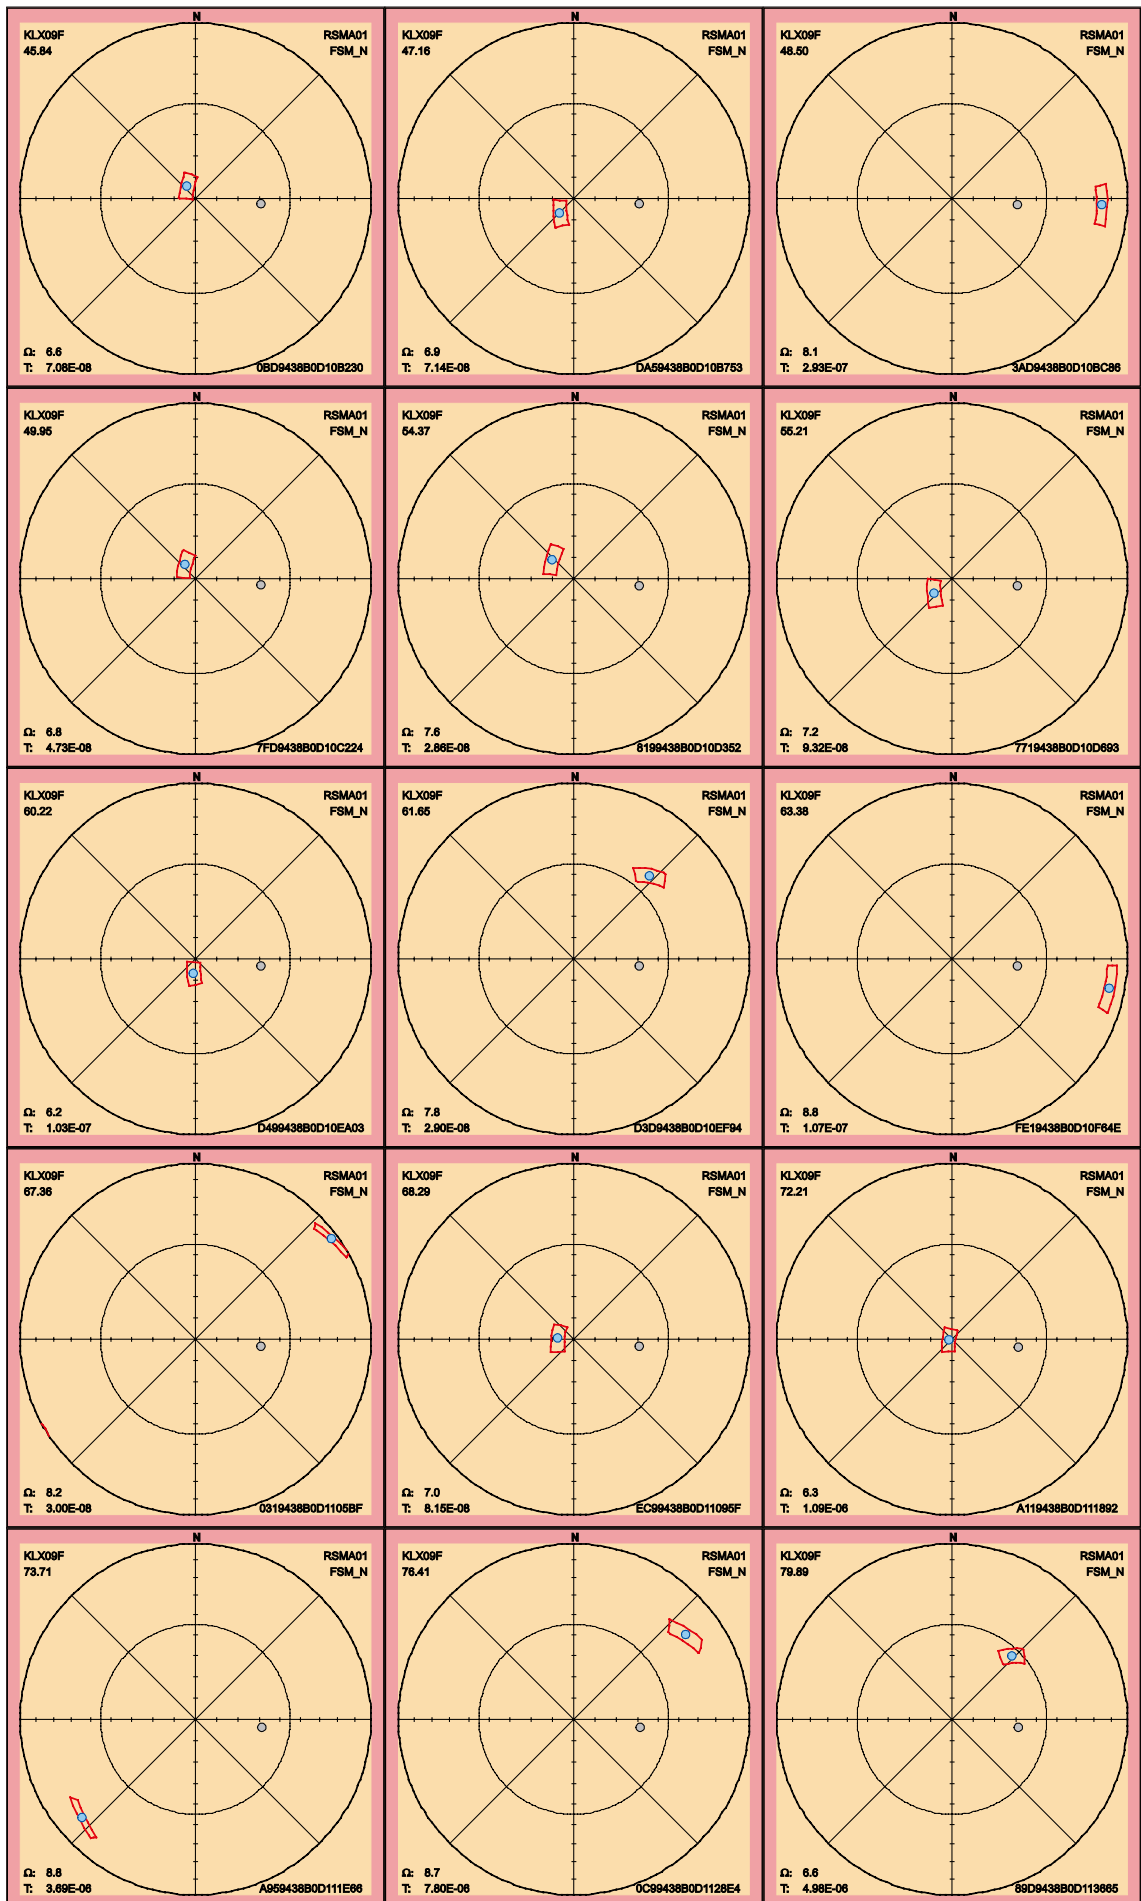 N
KLX09F RSMA01
45.84 FSM_N
Ω: 6.6
T: 7.08E-08 0BD9438B0D10B230
N
KLX09F RSMA01
47.16 FSM_N
Ω: 6.9
T: 7.14E-08 DA59438B0D10B753
N
KLX09F RSMA01
48.50 FSM_N
Ω: 8.1
T: 2.93E-07 3AD9438B0D10BC86
N
KLX09F RSMA01
49.95 FSM_N
Ω: 6.8
T: 4.73E-08 7FD9438B0D10C224
N
KLX09F RSMA01
54.37 FSM_N
Ω: 7.6
T: 2.86E-08 8199438B0D10D352
N
KLX09F RSMA01
55.21 FSM_N
Ω: 7.2
T: 9.32E-08 7719438B0D10D693
N
KLX09F RSMA01
60.22 FSM_N
Ω: 6.2
T: 1.03E-07 D499438B0D10EA03
N
KLX09F RSMA01
61.65 FSM_N
Ω: 7.8
T: 2.90E-08 D3D9438B0D10EF94
N
KLX09F RSMA01
63.38 FSM_N
Ω: 8.8
T: 1.07E-07 FE19438B0D10F64E
N
KLX09F RSMA01
67.36 FSM_N
Ω: 8.2
T: 3.00E-08 0319438B0D1105BF
N
KLX09F RSMA01
68.29 FSM_N
Ω: 7.0
T: 8.15E-08 EC99438B0D11095F
N
KLX09F RSMA01
72.21 FSM_N
Ω: 6.3
T: 1.09E-06 A119438B0D111892
N
KLX09F RSMA01
73.71 FSM_N
Ω: 8.8
T: 3.69E-06 A959438B0D111E66
N
KLX09F RSMA01
76.41 FSM_N
Ω: 8.7
T: 7.80E-06 0C99438B0D1128E4
N
KLX09F RSMA01
79.89 FSM_N
Ω: 6.6
T: 4.98E-06 89D9438B0D113665